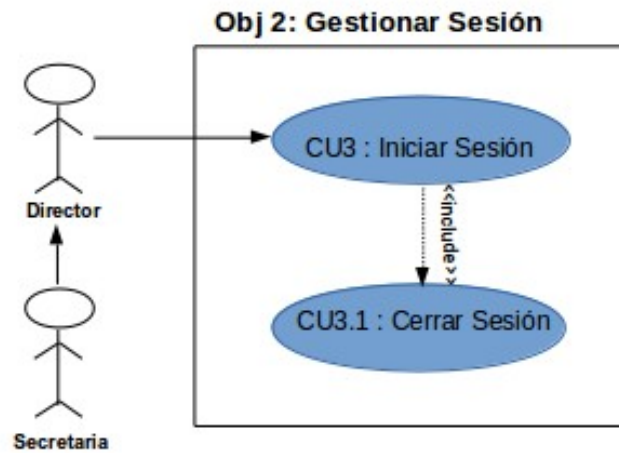 Obj 2: Gestionar Sesión
CU3 : Iniciar Sesión
Director
<<include>>
CU3.1 : Cerrar Sesión
Secretaria